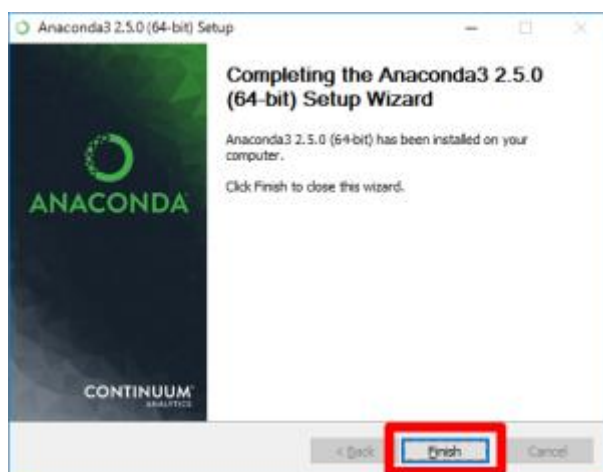 Anaconda3 2.5.0 (64-bit) Setup
Completing the Anaconda3 2.5.0
(64-bit) Setup Wizard
Anaconda3 2.5.0 (64-bit) has been installed on your
computer.
Click Finish to close this wizard.
ANACONDA
CONTINUUM
ANALYTICS
< Back
Finish
Cancel